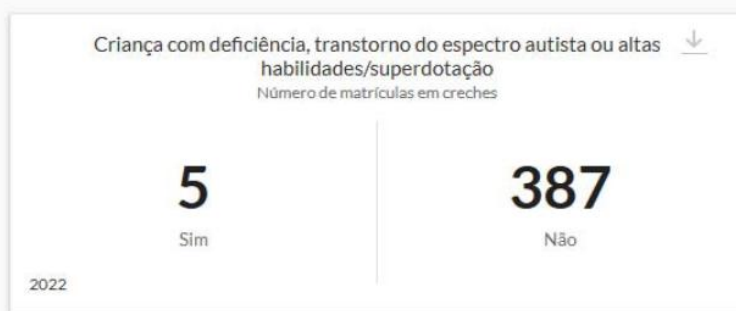 Criança com deficiência, transtorno do espectro autista ou altas
habilidades/superdotação
Número de matrículas em creches
5
387
Sim
Não
2022